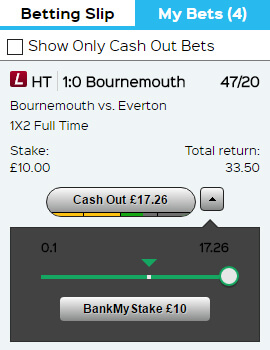 Betting Slip My Bets (4)
Show Only Cash Out Bets
L HT 1:0 Bournemouth 47/20
Bournemouth vs. Everton
1X2 Full Time
Stake: Total return:
£10.00 33.50
Cash Out £17.26
0.1 17.26
BankMyStake £10